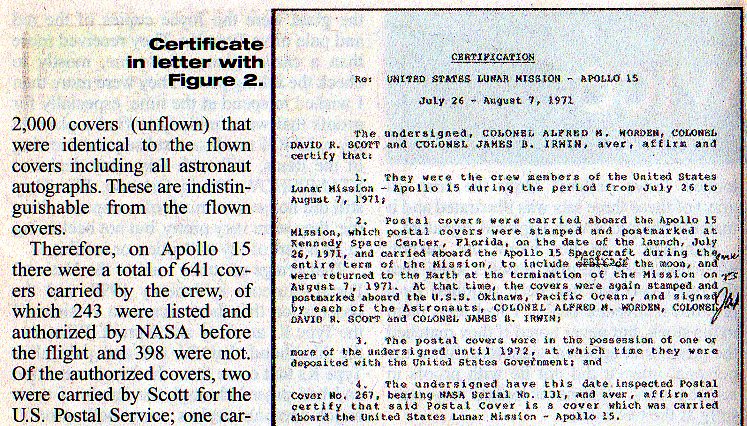 Certificate
in letter with
Figure 2.
2,000 covers (unflown) that
were identical to the flown
covers including all astronaut
autographs. These are indistin-
guishable from the flown
covers.
Therefore, on Apollo 15
there were a total of 641 cov-
ers carried by the crew, of
which 243 were listed and
authorized by NASA before
the flight and 398 were not.
Of the authorized covers, two
were carried by Scott for the
U.S. Postal Service; one car-
CERTIFICATION
Re: UNITED STATES LUNAR MISSION - APOLLO 15
July 26 - August 7, 1971
The undersigned, COLONEL ALFRED M. WORDEN, COLONEL
DAVID R. SCOTT and COLONEL JAMES B. IRWIN, aver, affirm and
certify that:
1. They were the crew members of the United States
Lunar Mission - Apollo 15 during the period from July 26 to
August 7, 1971;
2. Postal covers were carried aboard the Apollo 15
Mission, which postal covers were stamped and postmarked at
Kennedy Space Center, Florida, on the date of the launch, July
26, 1971, and carried aboard the Apollo 15 Spacecraft during the
entire term of the Mission, to include the moon, and
were returned to the Earth at the termination of the Mission on
August 7, 1971. At that time, the covers were again stamped and
postmarked aboard the U.S.S. Okinawa, Pacific Ocean, and signed
by each of the Astronauts, COLONEL ALFRED M. WORDEN, COLONEL
DAVID R. SCOTT and COLONEL JAMES B. IRWIN;
3. The postal covers were in the possession of one or
more of the undersigned until 1972, at which time they were
deposited with the United States Government; and
4. The undersigned have this date inspected Postal
Cover No. 267, bearing NASA Serial No. 131, and aver, affirm and
certify that said Postal Cover is a cover which was carried
aboard the United States Lunar Mission - Apollo 15.